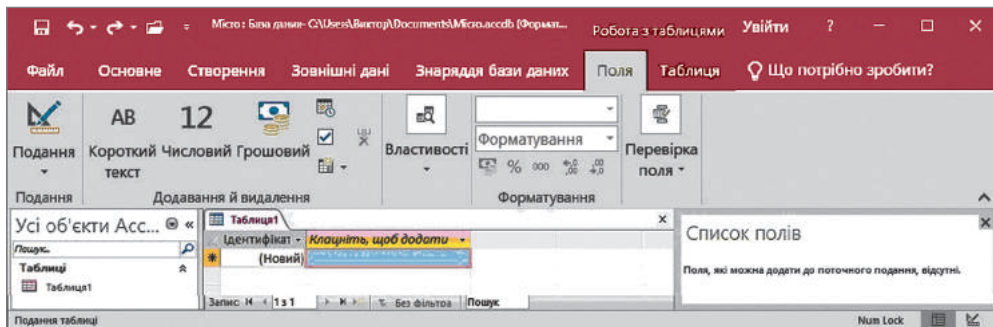 Місто : База даних- C:\Users\Виктор\Documents\Місто.accdb (Формат...
Робота з таблицями
Увійти ?
Файл Основне Створення Зовнішні дані Знаряддя бази даних Поля Таблиця Що потрібно зробити?
Подання
АВ
Короткий
текст
12
Числовий
Грошовий
Властивості
Форматування
% 000
Перевірка
поля
Подання Додавання й видалення Форматування
Усі об'єкти Acc...
Пошук..
Таблиці
Таблиця1
Таблиця1
Ідентифікат Клацніть, щоб додати
(Новий)
Запис: 1 з 1 Без фільтра Пошук
Список полів
Поля, які можна додати до поточного подання, відсутні.
Подання таблиці Num Lock